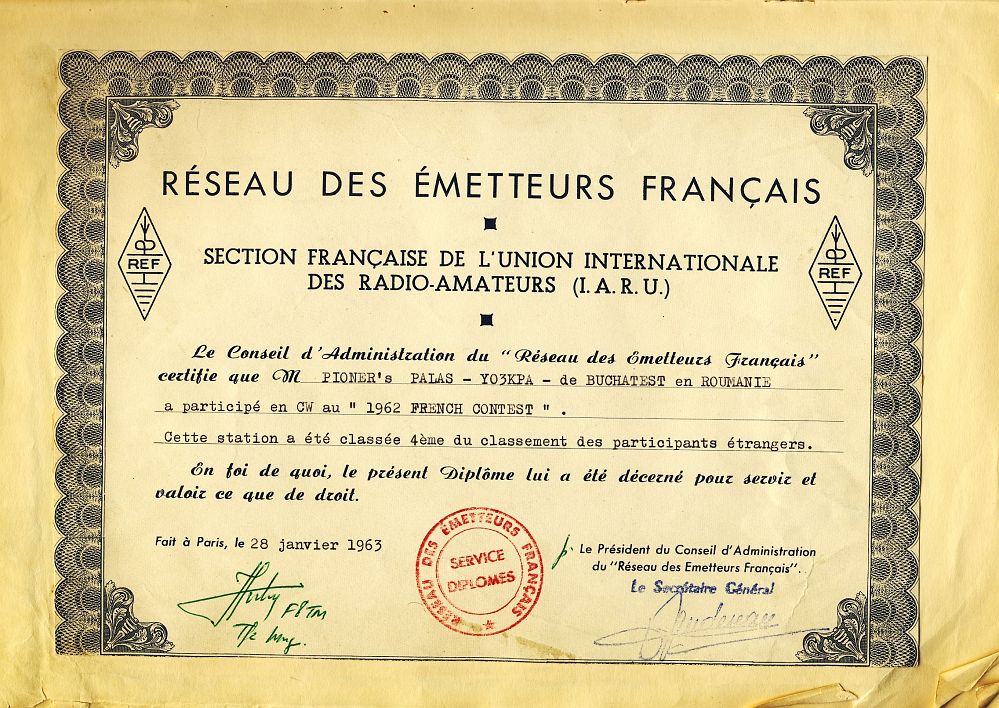 RÉSEAU DES ÉMETTEURS FRANÇAIS
SECTION FRANÇAISE DE L'UNION INTERNATIONALE
DES RADIO-AMATEURS (I.A.R.U.)
REF
REF
Le Conseil d'Administration du "Réseau des Émetteurs Français"
certifie que M PIONER's PALAS - YO3KPA - de BUCHATEST en ROUMANIE
a participé en CW au " 1962 FRENCH CONTEST " .
Cette station a été classée 4ème du classement des participants étrangers.
En foi de quoi, le présent Diplôme lui a été décerné pour servir et
valoir ce que de droit.
Fait à Paris, le 28 janvier 1963
RÉSEAU DES ÉMETTEURS FRANÇAIS
SERVICE
DIPLOMES
p. Le Président du Conseil d'Administration
du "Réseau des Emetteurs Français".
Le Secrétaire Général
F8TM